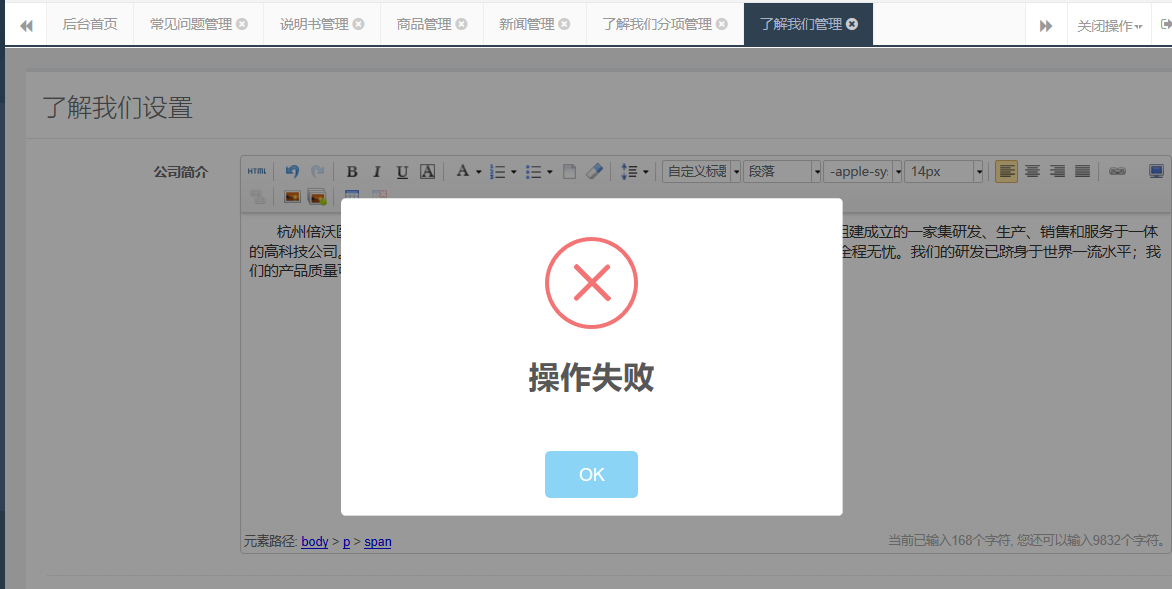 后台首页 常见问题管理 说明书管理 商品管理 新闻管理 了解我们分项管理 了解我们管理 关闭操作
了解我们设置
公司简介
HTML B I U A A 自定义标题 段落 -apple-sy 14px
杭州倍沃医 组建成立的一家集研发、生产、销售和服务于一体
的高科技公司。 全程无忧。我们的研发已跻身于世界一流水平；我
们的产品质量可
操作失败
OK
元素路径: body > p > span 当前已输入168个字符, 您还可以输入9832个字符。